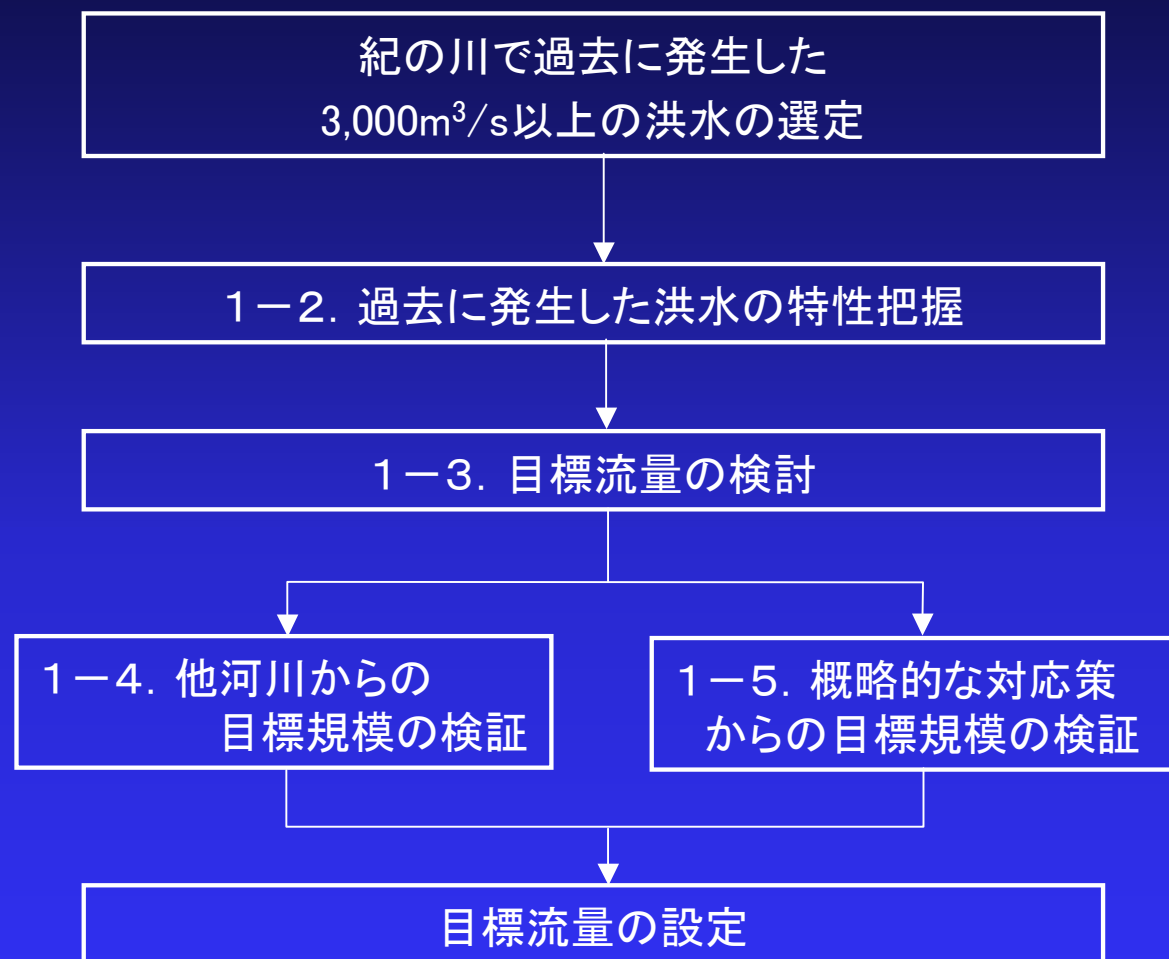 紀の川で過去に発生した
3,000m³/s以上の洪水の選定
1－2．過去に発生した洪水の特性把握
1－3．目標流量の検討
1－4．他河川からの
目標規模の検証
1－5．概略的な対応策
からの目標規模の検証
目標流量の設定